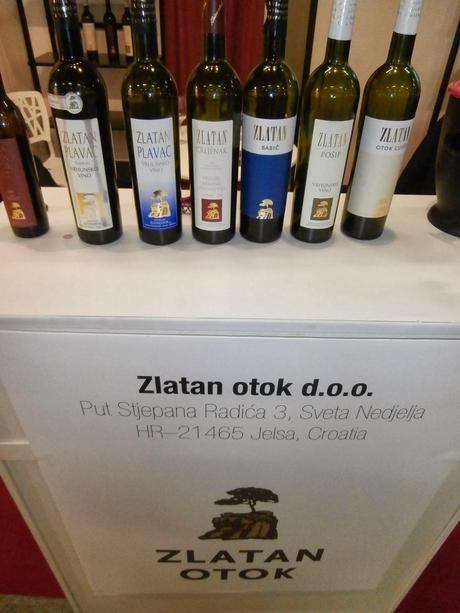 ZLATAN
PLAVAC
VRHUNSKO
VINO
ZLATAN
PLAVAC
VRHUNSKO
VINO
ZLATAN
CRLJENAK
ZLATAN
BABIĆ
ZLATAN
POŠIP
VRHUNSKO
VINO
ZLATAN
OTOK
Zlatan otok d.o.o.
Put Stjepana Radića 3, Sveta Nedjelja
HR–21465 Jelsa, Croatia
ZLATAN
OTOK